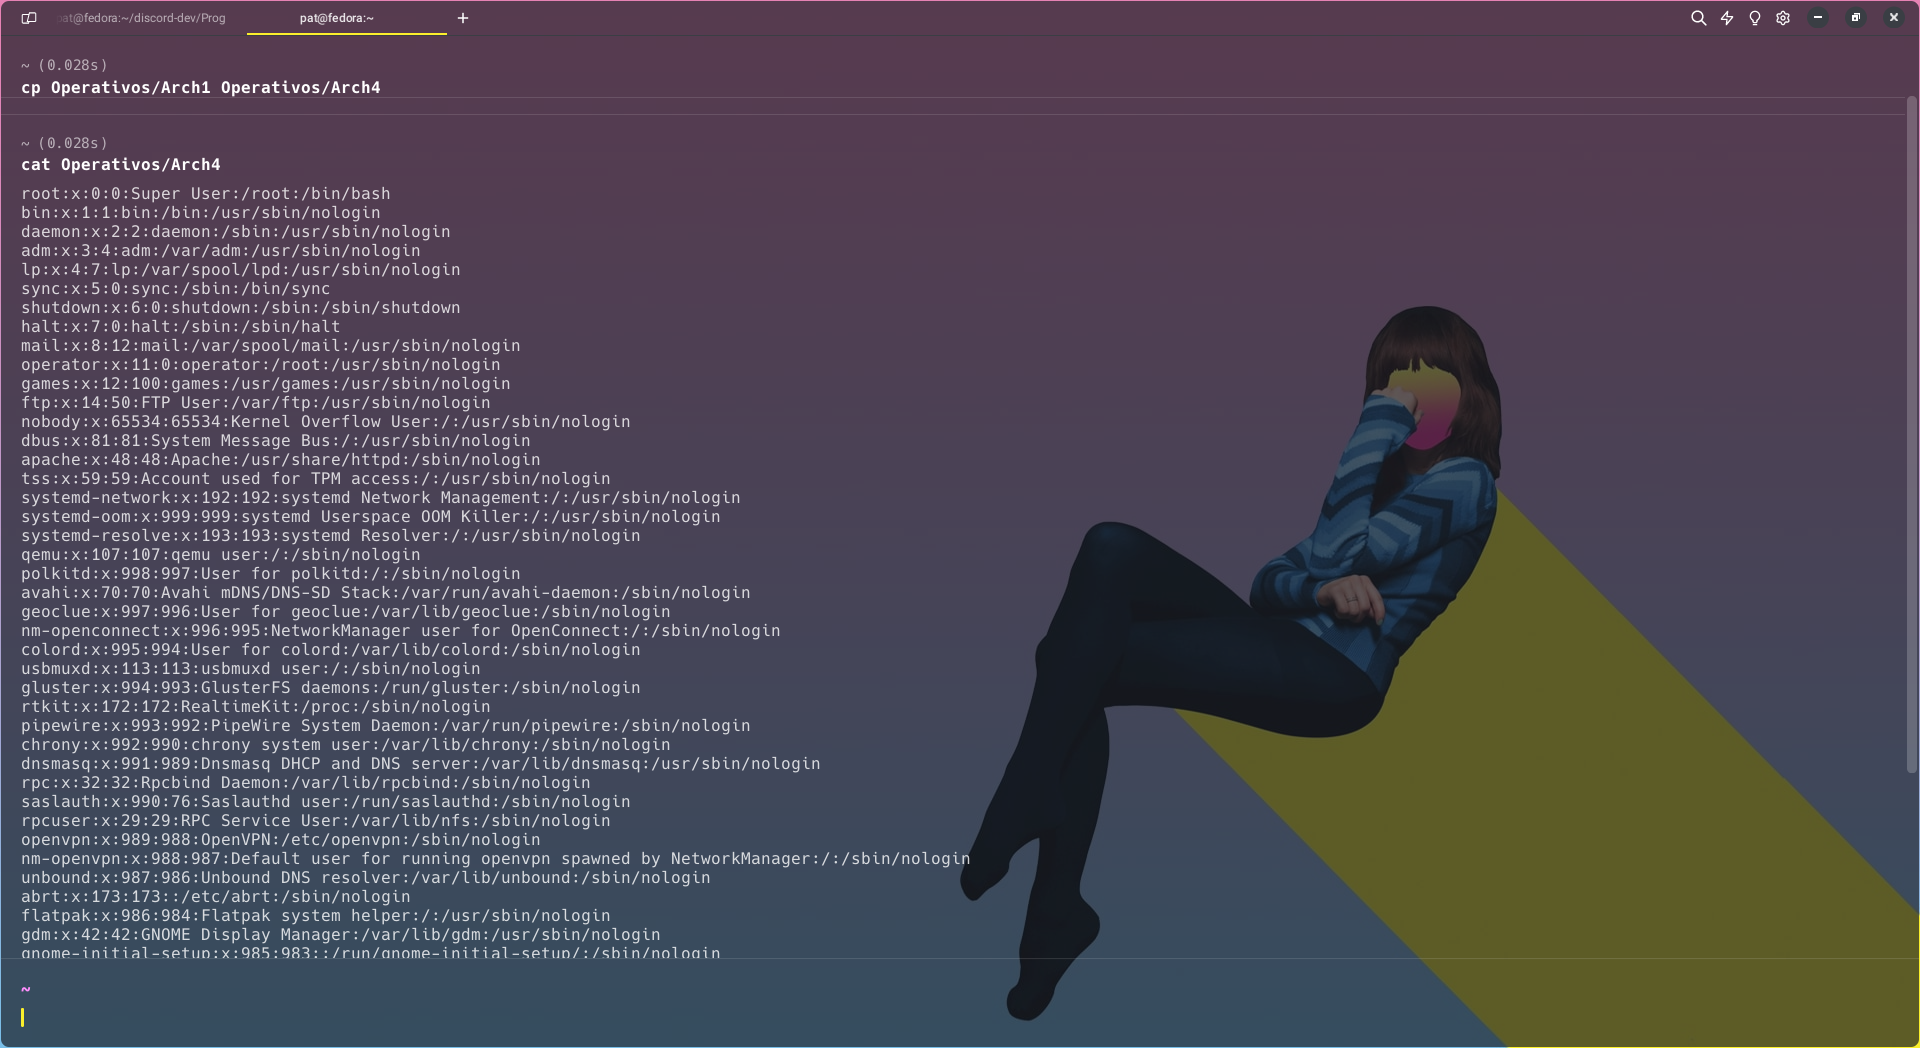 at@fedora:~/discord-dev/Prog
pat@fedora:~
~ (0.028s)
cp Operativos/Arch1 Operativos/Arch4
~ (0.028s)
cat Operativos/Arch4
root:x:0:0:Super User:/root:/bin/bash
bin:x:1:1:bin:/bin:/usr/sbin/nologin
daemon:x:2:2:daemon:/sbin:/usr/sbin/nologin
adm:x:3:4:adm:/var/adm:/usr/sbin/nologin
lp:x:4:7:lp:/var/spool/lpd:/usr/sbin/nologin
sync:x:5:0:sync:/sbin:/bin/sync
shutdown:x:6:0:shutdown:/sbin:/sbin/shutdown
halt:x:7:0:halt:/sbin:/sbin/halt
mail:x:8:12:mail:/var/spool/mail:/usr/sbin/nologin
operator:x:11:0:operator:/root:/usr/sbin/nologin
games:x:12:100:games:/usr/games:/usr/sbin/nologin
ftp:x:14:50:FTP User:/var/ftp:/usr/sbin/nologin
nobody:x:65534:65534:Kernel Overflow User:/:/usr/sbin/nologin
dbus:x:81:81:System Message Bus:/:/usr/sbin/nologin
apache:x:48:48:Apache:/usr/share/httpd:/sbin/nologin
tss:x:59:59:Account used for TPM access:/:/usr/sbin/nologin
systemd-network:x:192:192:systemd Network Management:/:/usr/sbin/nologin
systemd-oom:x:999:999:systemd Userspace OOM Killer:/:/usr/sbin/nologin
systemd-resolve:x:193:193:systemd Resolver:/:/usr/sbin/nologin
qemu:x:107:107:qemu user:/:/sbin/nologin
polkitd:x:998:997:User for polkitd:/:/sbin/nologin
avahi:x:70:70:Avahi mDNS/DNS-SD Stack:/var/run/avahi-daemon:/sbin/nologin
geoclue:x:997:996:User for geoclue:/var/lib/geoclue:/sbin/nologin
nm-openconnect:x:996:995:NetworkManager user for OpenConnect:/:/sbin/nologin
colord:x:995:994:User for colord:/var/lib/colord:/sbin/nologin
usbmuxd:x:113:113:usbmuxd user:/:/sbin/nologin
gluster:x:994:993:GlusterFS daemons:/run/gluster:/sbin/nologin
rtkit:x:172:172:RealtimeKit:/proc:/sbin/nologin
pipewire:x:993:992:PipeWire System Daemon:/var/run/pipewire:/sbin/nologin
chrony:x:992:990:chrony system user:/var/lib/chrony:/sbin/nologin
dnsmasq:x:991:989:Dnsmasq DHCP and DNS server:/var/lib/dnsmasq:/usr/sbin/nologin
rpc:x:32:32:Rpcbind Daemon:/var/lib/rpcbind:/sbin/nologin
saslauth:x:990:76:Saslauthd user:/run/saslauthd:/sbin/nologin
rpcuser:x:29:29:RPC Service User:/var/lib/nfs:/sbin/nologin
openvpn:x:989:988:OpenVPN:/etc/openvpn:/sbin/nologin
nm-openvpn:x:988:987:Default user for running openvpn spawned by NetworkManager:/:/sbin/nologin
unbound:x:987:986:Unbound DNS resolver:/var/lib/unbound:/sbin/nologin
abrt:x:173:173::/etc/abrt:/sbin/nologin
flatpak:x:986:984:Flatpak system helper:/:/usr/sbin/nologin
gdm:x:42:42:GNOME Display Manager:/var/lib/gdm:/usr/sbin/nologin
gnome-initial-setup:x:985:983::/run/gnome-initial-setup/:/sbin/nologin
~